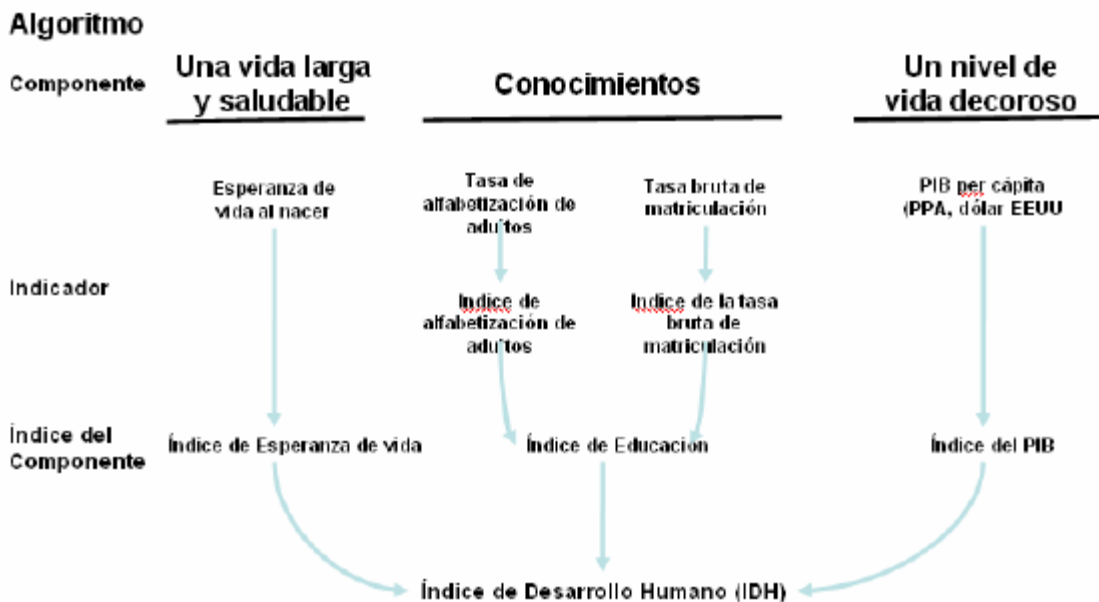 Algoritmo
Componente
Una vida larga
y saludable
Conocimientos
Un nivel de
vida decoroso
Esperanza de
vida al nacer
Tasa de
alfabetización de
adultos
Tasa bruta de
matriculación
PIB per cápita
(PPA, dólar EEUU
Indicador
Indice de
alfabetización de
adultos
Indice de la tasa
bruta de
matriculación
Índice del
Componente
Índice de Esperanza de vida
Índice de Educación
Índice del PIB
Índice de Desarrollo Humano (IDH)